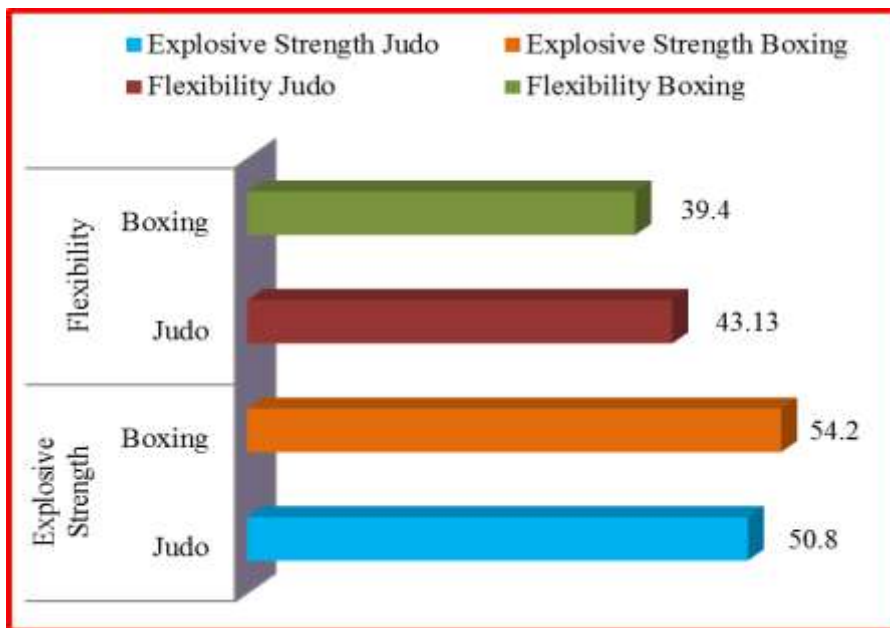 Explosive Strength Judo
Explosive Strength Boxing
Flexibility Judo
Flexibility Boxing
Flexibility
Boxing
39.4
Judo
43.13
Explosive
Strength
Boxing
54.2
Judo
50.8